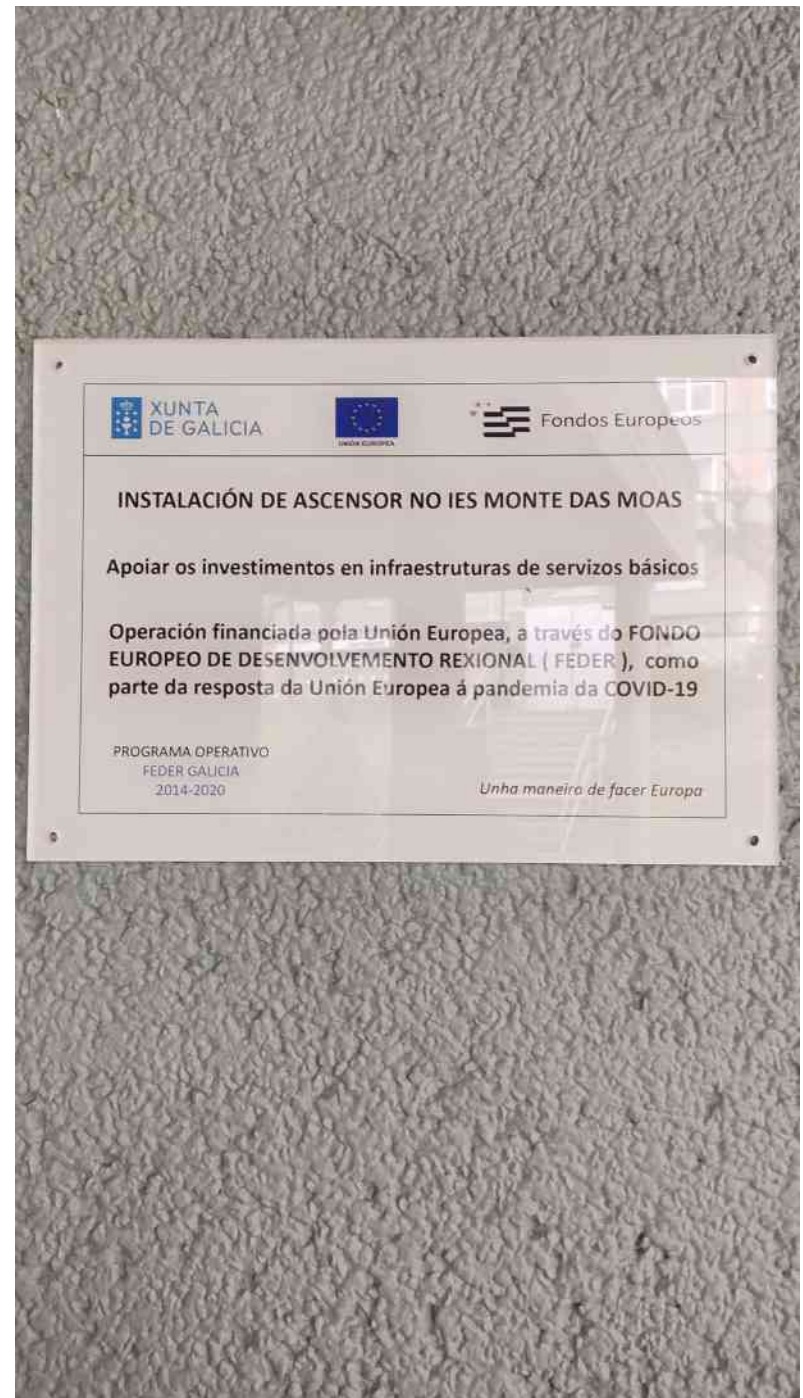 XUNTA
DE GALICIA
UNIÓN EUROPEA
Fondos Europeos
INSTALACIÓN DE ASCENSOR NO IES MONTE DAS MOAS
Apoiar os investimentos en infraestruturas de servizos básicos
Operación financiada pola Unión Europea, a través do FONDO
EUROPEO DE DESENVOLVEMENTO REXIONAL ( FEDER ), como
parte da resposta da Unión Europea á pandemia da COVID-19
PROGRAMA OPERATIVO
FEDER GALICIA
2014-2020
Unha maneira de facer Europa